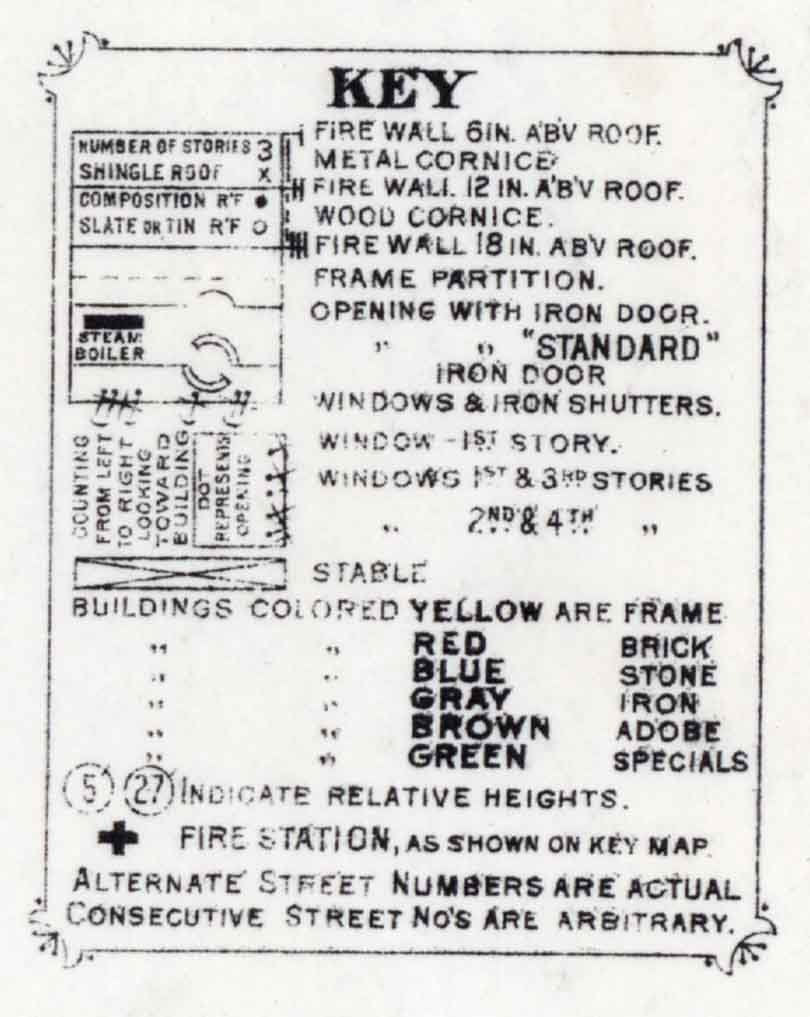 KEY
NUMBER OF STORIES 3
SHINGLE ROOF X
COMPOSITION R'F ●
SLATE OR TIN R'F ○
STEAM
BOILER
FIRE WALL 6 IN. ABV ROOF.
METAL CORNICE
FIRE WALL 12 IN. A'B'V ROOF.
WOOD CORNICE.
FIRE WALL 18 IN. ABV ROOF.
FRAME PARTITION.
OPENING WITH IRON DOOR.
" " "STANDARD"
IRON DOOR
WINDOWS & IRON SHUTTERS.
WINDOW - 1ST STORY.
WINDOWS 1ST & 3RD STORIES
" 2ND & 4TH "
COUNTING
FROM LEFT
TO RIGHT
LOOKING
TOWARD
BUILDING
DOT
REPRESENTS
OPENING
STABLE
BUILDINGS COLORED YELLOW ARE FRAME
" " RED BRICK
" " BLUE STONE
" " GRAY IRON
" " BROWN ADOBE
" " GREEN SPECIALS
5 27 INDICATE RELATIVE HEIGHTS.
FIRE STATION, AS SHOWN ON KEY MAP.
ALTERNATE STREET NUMBERS ARE ACTUAL
CONSECUTIVE STREET NO'S ARE ARBITRARY.